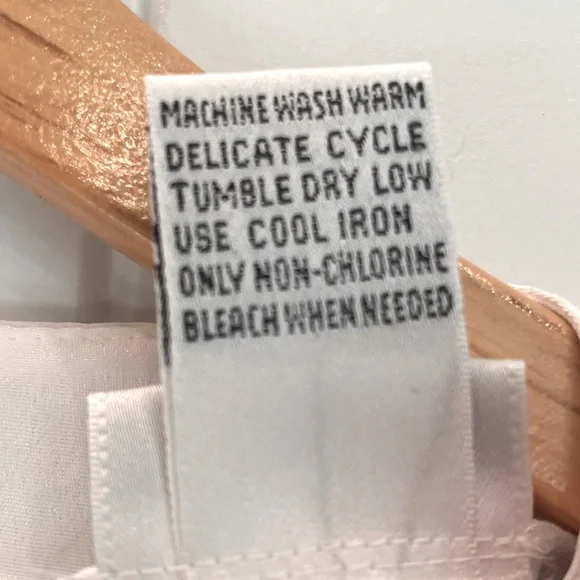 MACHINE WASH WARM
DELICATE CYCLE
TUMBLE DRY LOW
USE COOL IRON
ONLY NON-CHLORINE
BLEACH WHEN NEEDED